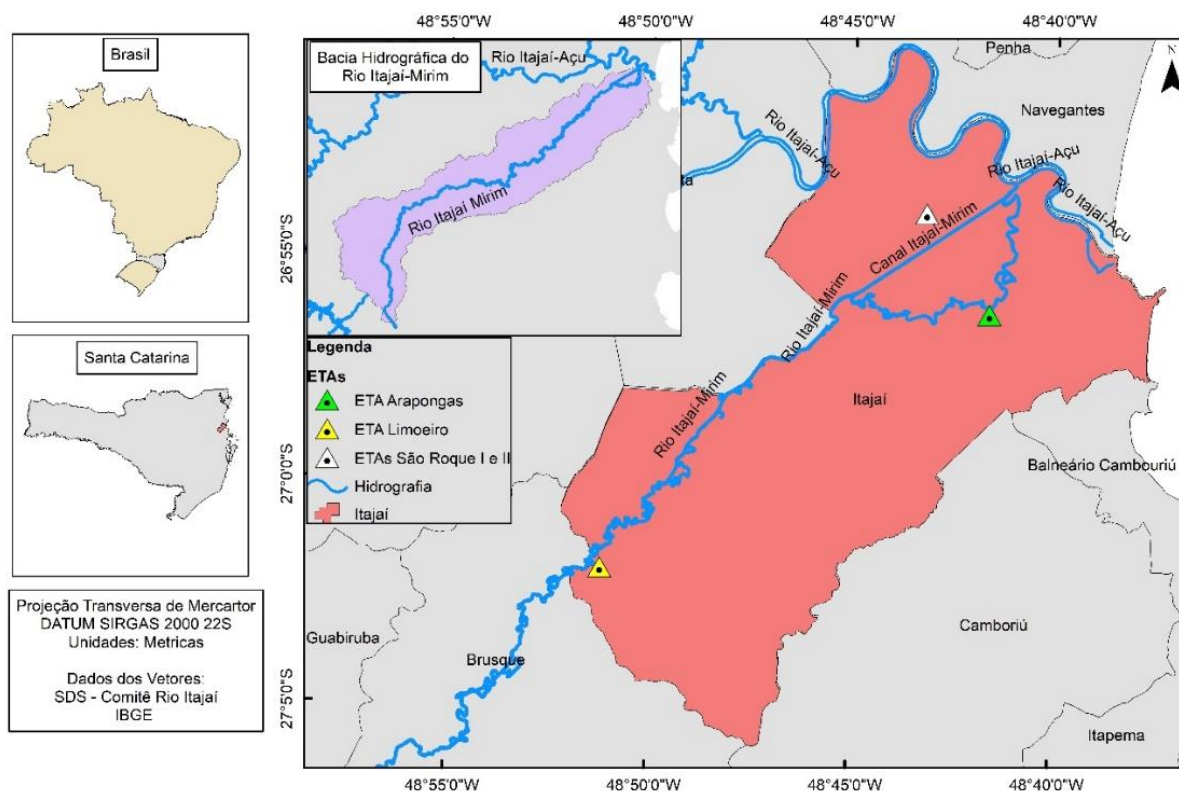 48°55'0"W
48°50'0"W
48°45'0"W
48°40'0"W
Brasil
Santa Catarina
Projeção Transversa de Mercartor
DATUM SIRGAS 2000 22S
Unidades: Metricas
Dados dos Vetores:
SDS - Comitê Rio Itajaí
IBGE
Bacia Hidrográfica do
Rio Itajaí-Mirim
Rio Itajaí-Açu
Rio Itajaí Mirim
Legenda
ETAs
ETA Arapongas
ETA Limoeiro
ETAs São Roque I e II
Hidrografia
Itajaí
26°55'0"S
27°0'0"S
27°5'0"S
Penha
N
Navegantes
Rio Itajaí-Açu
Rio Itajaí-Açu
Rio Itajaí-Açu
Canal Itajaí-Mirim
Rio Itajaí-Mirim
Rio Itajaí-Mirim
Itajaí
Balneário Cambouriú
Camboriú
Guabiruba
Brusque
Itapema
48°55'0"W
48°50'0"W
48°45'0"W
48°40'0"W